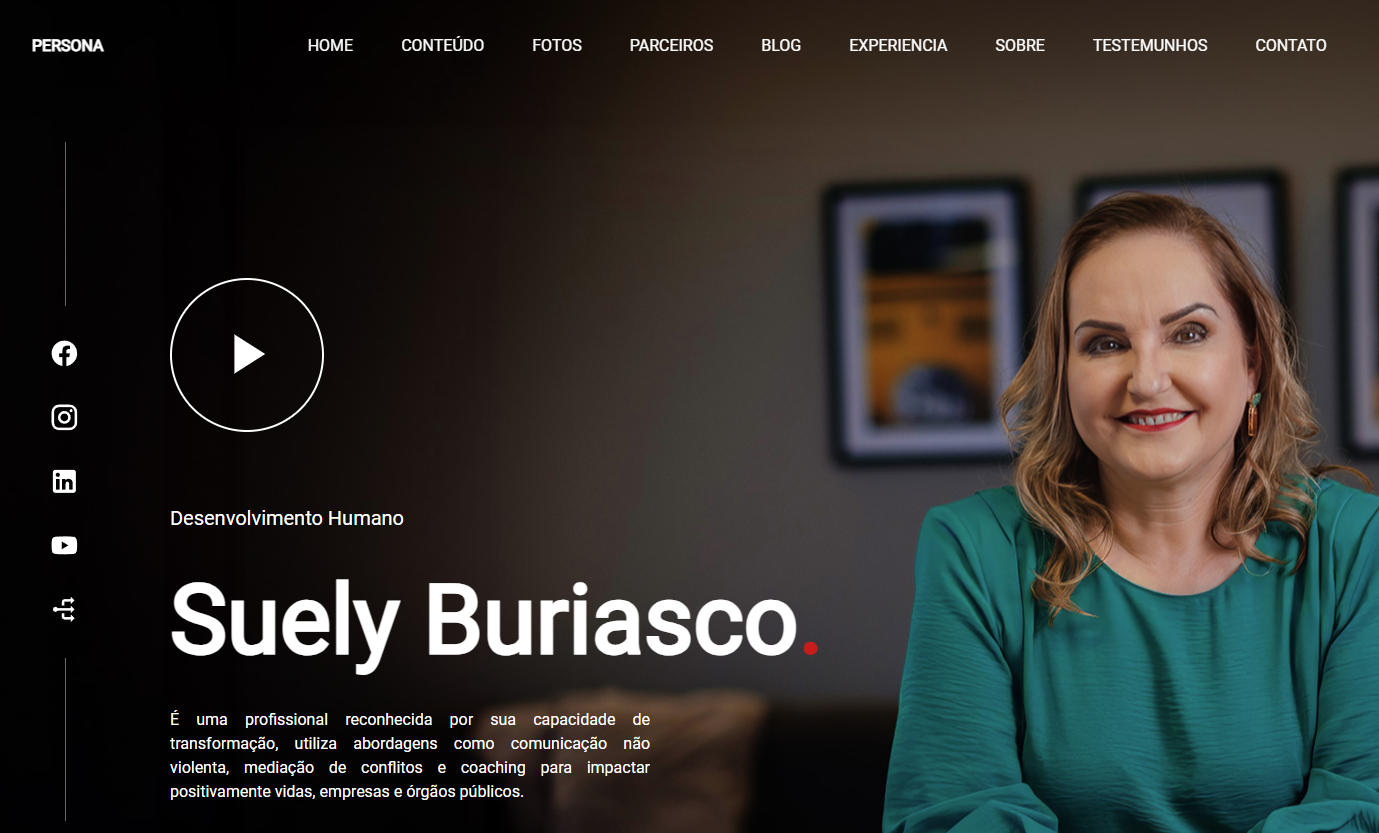 PERSONA
HOME CONTEÚDO FOTOS PARCEIROS BLOG EXPERIENCIA SOBRE TESTEMUNHOS CONTATO
Desenvolvimento Humano
Suely Buriasco.
É uma profissional reconhecida por sua capacidade de
transformação, utiliza abordagens como comunicação não
violenta, mediação de conflitos e coaching para impactar
positivamente vidas, empresas e órgãos públicos.